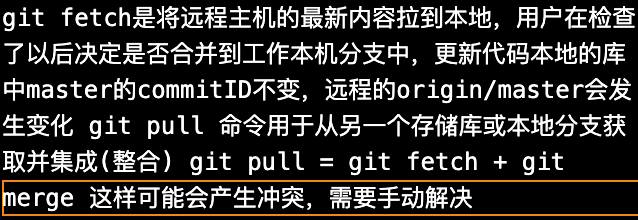 git fetch是将远程主机的最新内容拉到本地，用户在检查
了以后决定是否合并到工作本机分支中，更新代码本地的库
中master的commitID不变，远程的origin/master会发
生变化 git pull 命令用于从另一个存储库或本地分支获
取并集成(整合) git pull = git fetch + git
merge 这样可能会产生冲突，需要手动解决